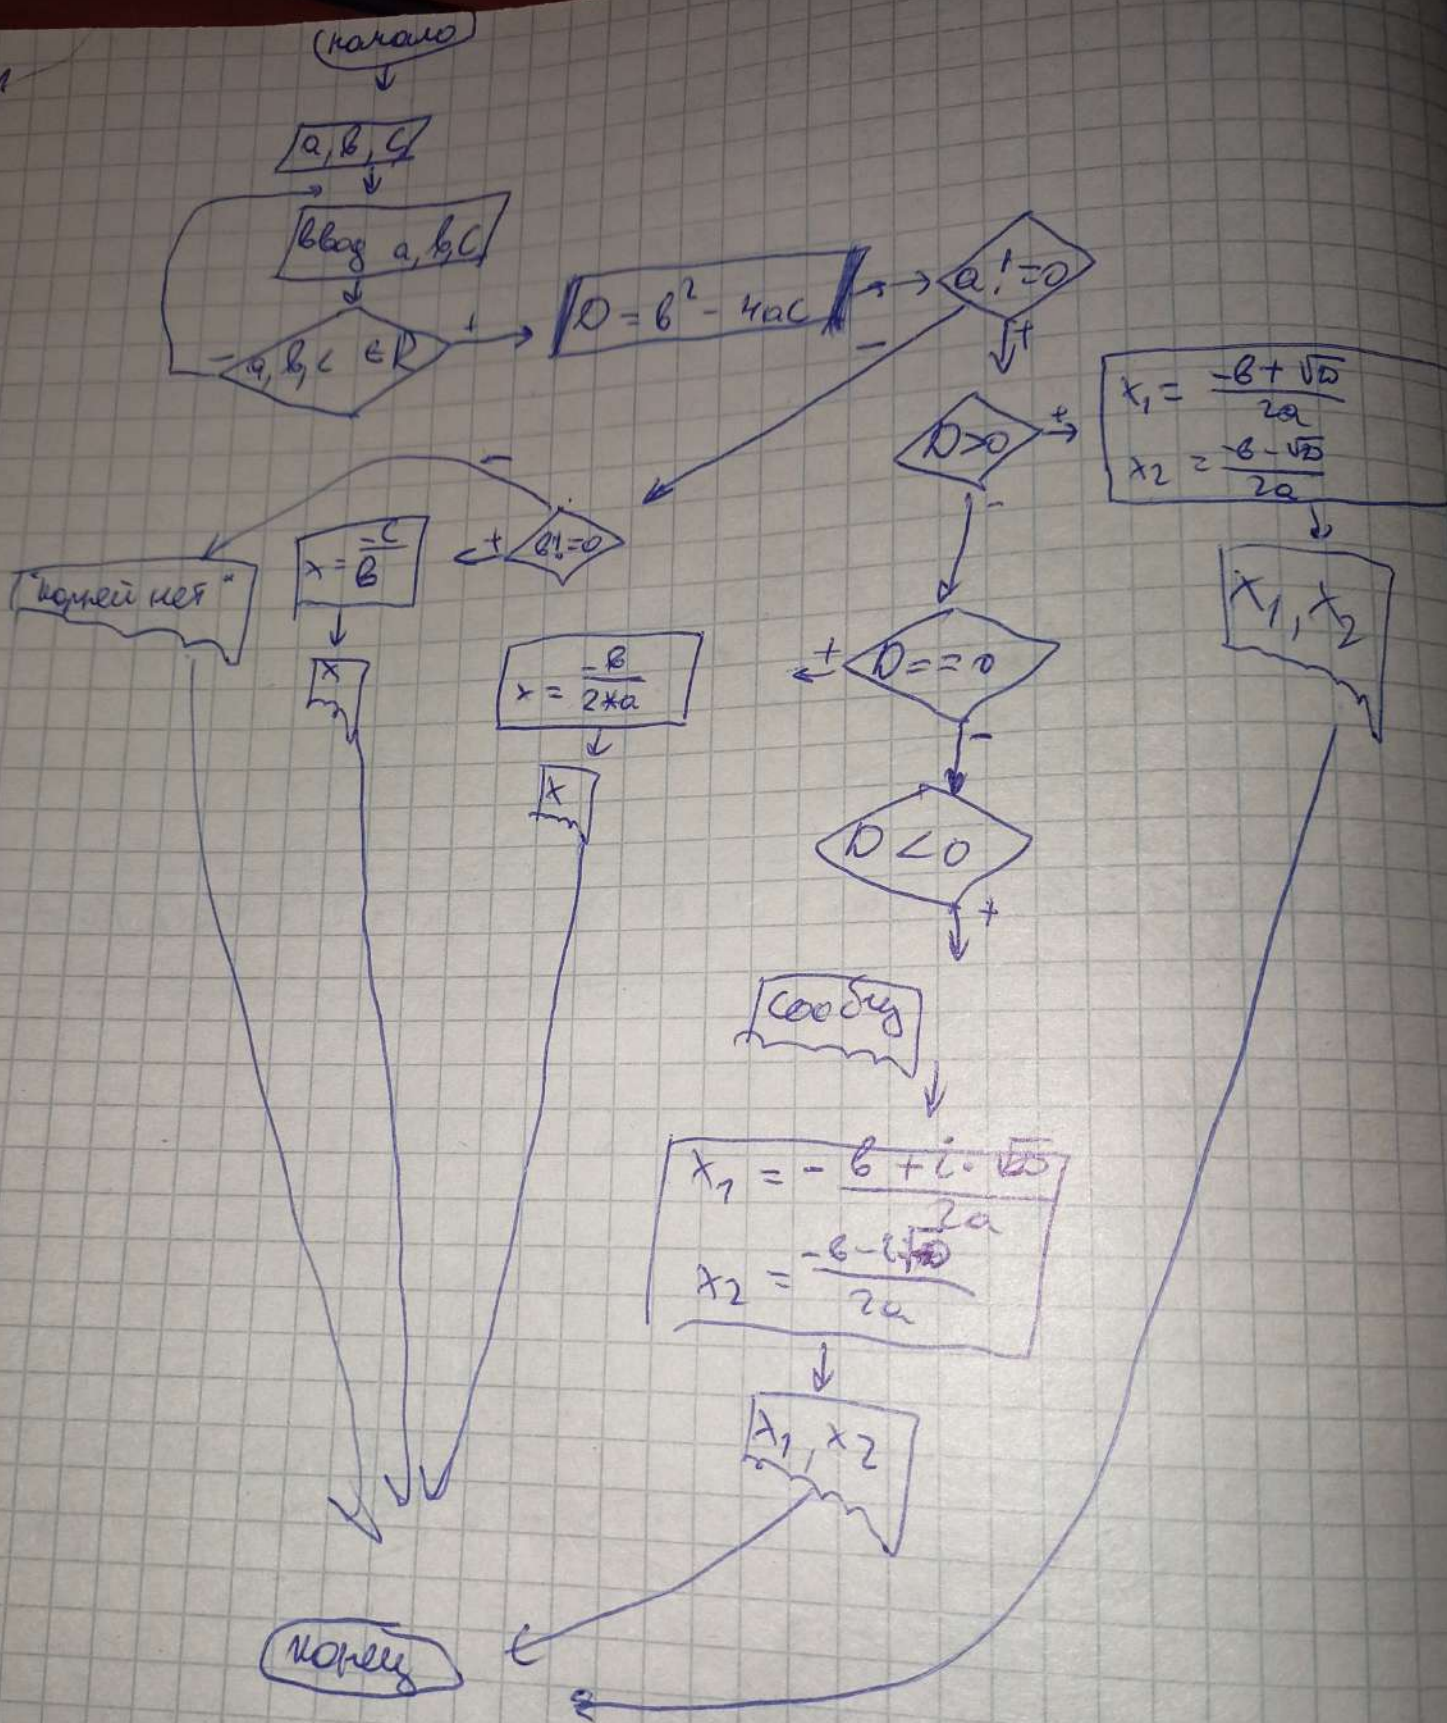 начало
а, в, С
ввод а, в, С
а, в, с ∈ R
-
+
D = в² - 4ac
a! = 0
-
+
D>0
+
x₁ = -в + √D / 2a
x₂ = -в - √D / 2a
-
x₁, x₂
в! = 0
-
+
"корней нет"
x = -c / в
x
D == 0
+
-
x = -в / 2*a
x
D < 0
+
сообщ
x₁ = - в + i · √D / 2a
x₂ = -в - i√-D / 2a
x₁, x₂
конец